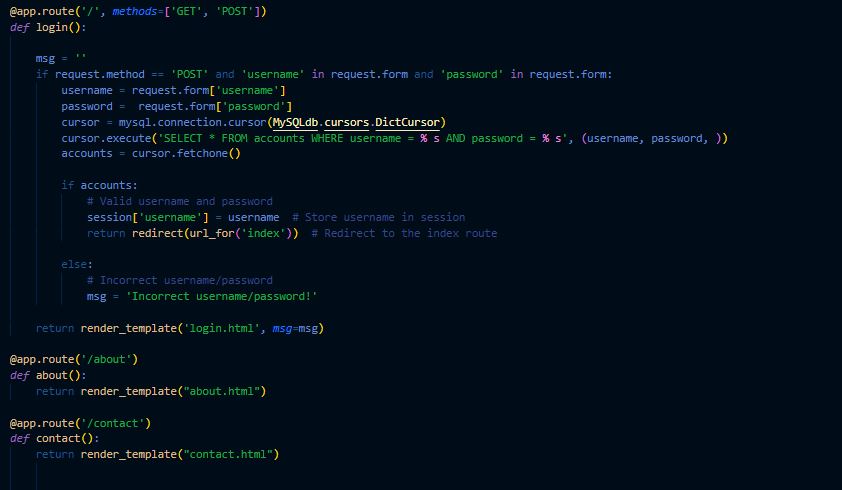 @app.route('/', methods=['GET', 'POST'])
def login():
    msg = ''
    if request.method == 'POST' and 'username' in request.form and 'password' in request.form:
        username = request.form['username']
        password =  request.form['password']
        cursor = mysql.connection.cursor(MySQLdb.cursors.DictCursor)
        cursor.execute('SELECT * FROM accounts WHERE username = % s AND password = % s', (username, password, ))
        accounts = cursor.fetchone()
        if accounts:
            # Valid username and password
            session['username'] = username  # Store username in session
            return redirect(url_for('index'))  # Redirect to the index route
        else:
            # Incorrect username/password
            msg = 'Incorrect username/password!'
    return render_template('login.html', msg=msg)
@app.route('/about')
def about():
    return render_template("about.html")
@app.route('/contact')
def contact():
    return render_template("contact.html")